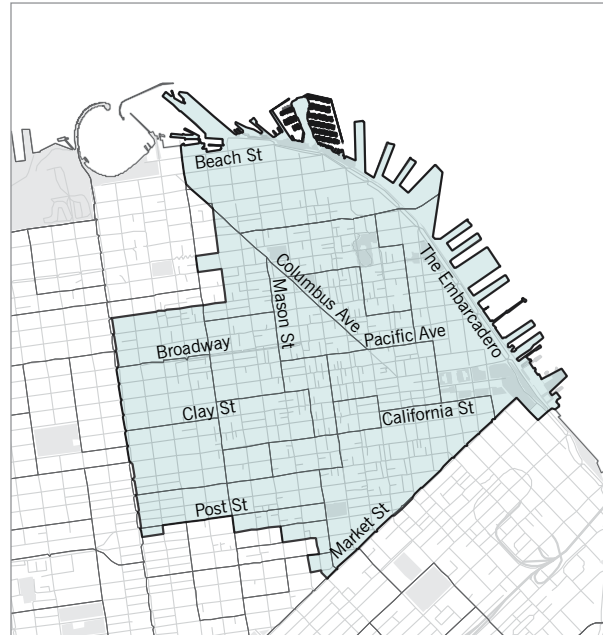 Beach St
Columbus Ave
The Embarcadero
Mason St
Pacific Ave
Broadway
Clay St
California St
Post St
Market St